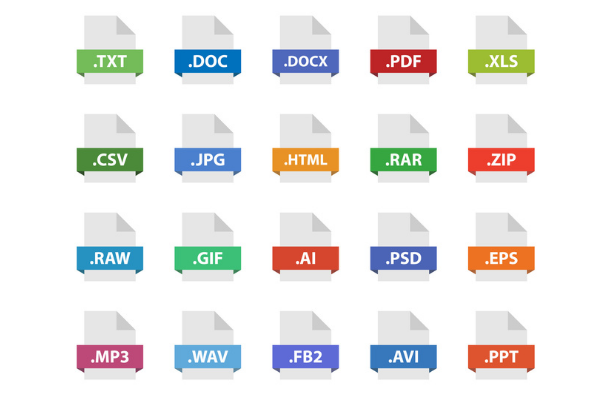 .TXT .DOC .DOCX .PDF .XLS
.CSV .JPG .HTML .RAR .ZIP
.RAW .GIF .AI .PSD .EPS
.MP3 .WAV .FB2 .AVI .PPT